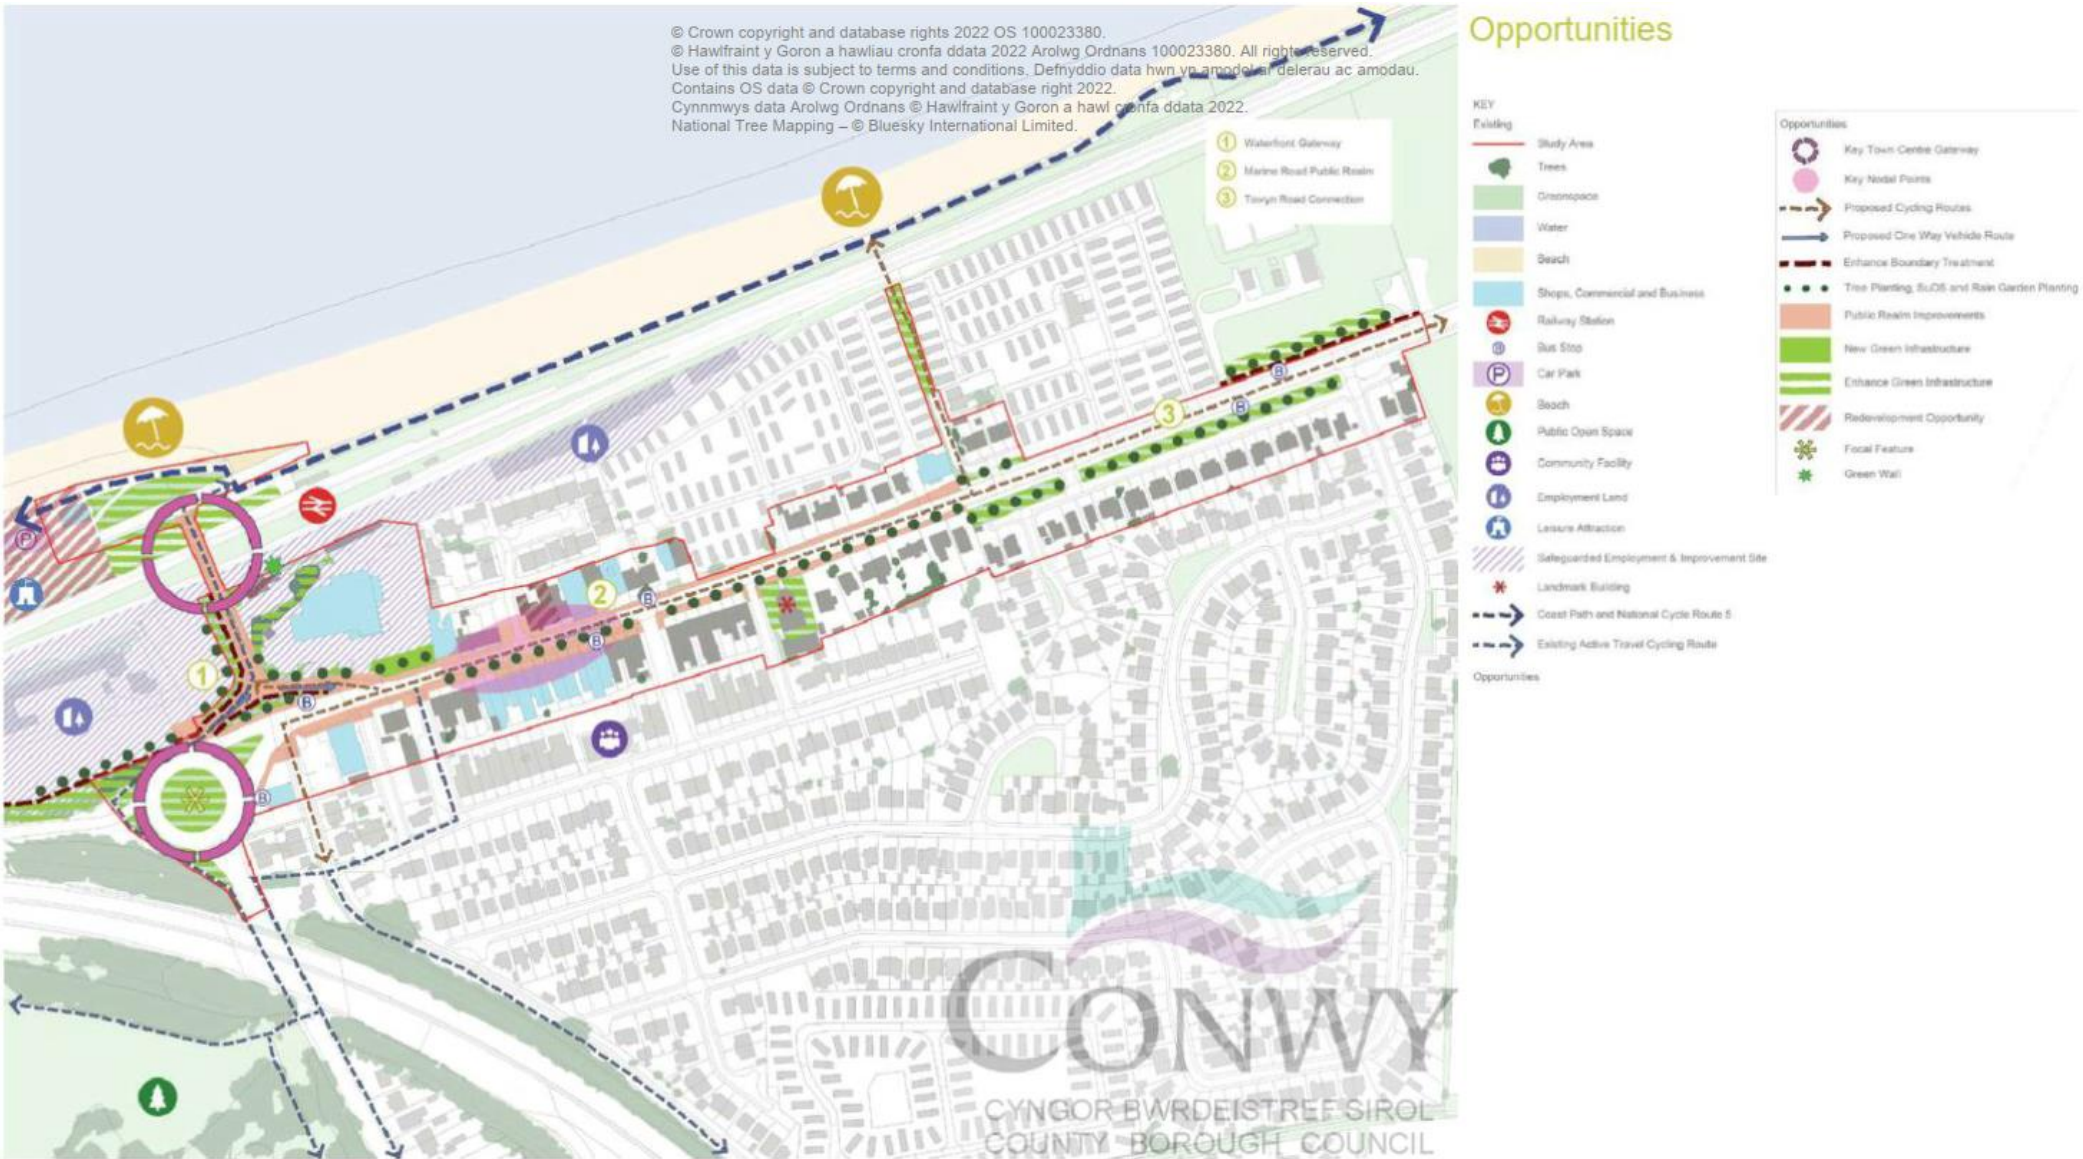 © Crown copyright and database rights 2022 OS 100023380.
© Hawlfraint y Goron a hawliau cronfa ddata 2022 Arolwg Ordnans 100023380. All rights reserved.
Use of this data is subject to terms and conditions. Defnyddio data hwn yn amodol ar delerau ac amodau.
Contains OS data © Crown copyright and database right 2022.
Cynnmwys data Arolwg Ordnans © Hawlfraint y Goron a hawl cronfa ddata 2022.
National Tree Mapping – © Bluesky International Limited.
1 Waterfront Gateway
2 Marine Road Public Realm
3 Towyn Road Connection
1
2
3
B
B
B
B
B
B
P
CONWY
CYNGOR BWRDEISTREF SIROL
COUNTY BOROUGH COUNCIL
Opportunities
KEY
Existing
Study Area
Trees
Greenspace
Water
Beach
Shops, Commercial and Business
Railway Station
B Bus Stop
P Car Park
Beach
Public Open Space
Community Facility
Employment Land
Leisure Attraction
Safeguarded Employment & Improvement Site
Landmark Building
Coast Path and National Cycle Route 5
Existing Active Travel Cycling Route
Opportunities
Opportunities
Key Town Centre Gateway
Key Nodal Points
Proposed Cycling Routes
Proposed One Way Vehicle Route
Enhance Boundary Treatment
Tree Planting, SuDS and Rain Garden Planting
Public Realm Improvements
New Green Infrastructure
Enhance Green Infrastructure
Redevelopment Opportunity
Focal Feature
Green Wall